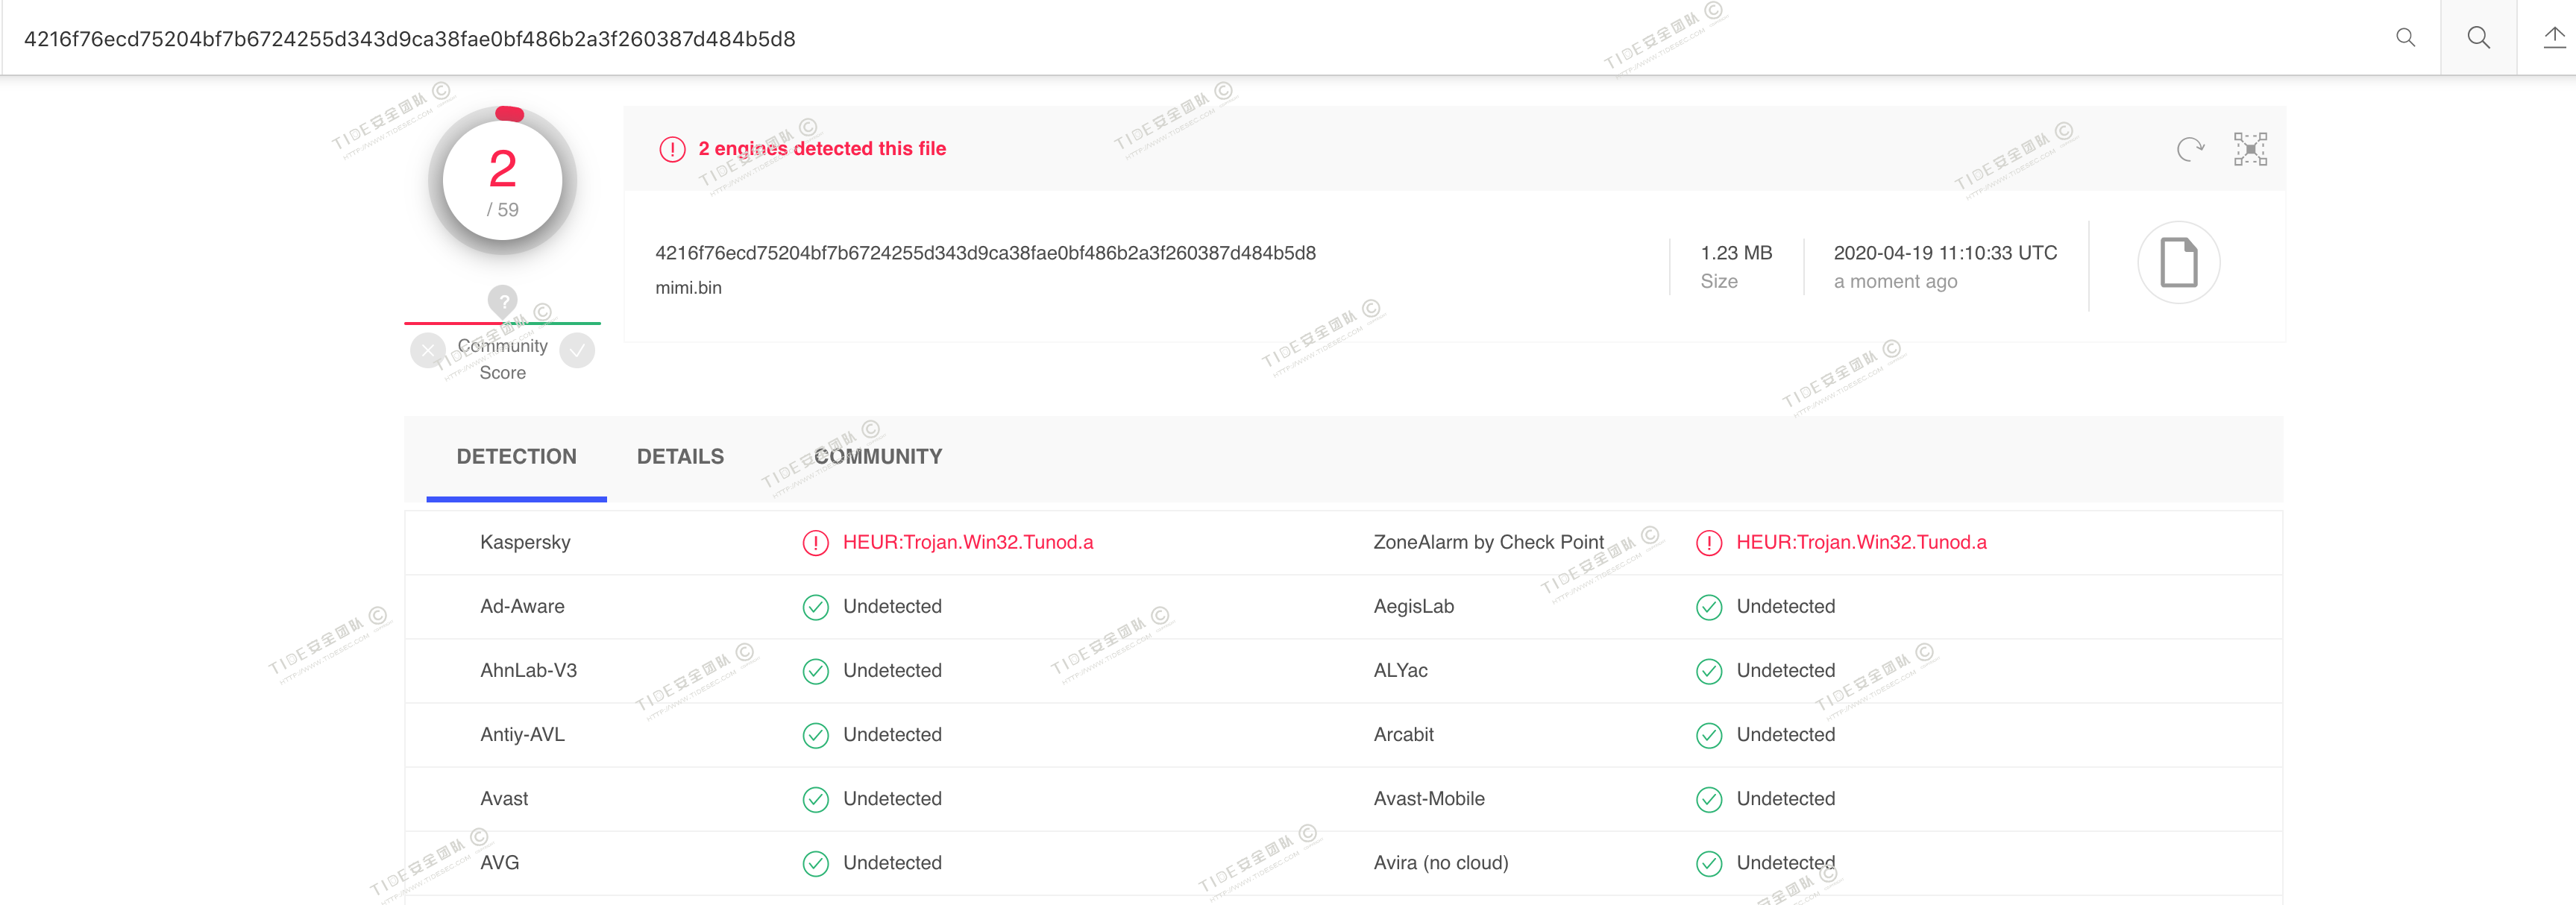 4216f76ecd75204bf7b6724255d343d9ca38fae0bf486b2a3f260387d484b5d8
2
/ 59
? Community Score
2 engines detected this file
4216f76ecd75204bf7b6724255d343d9ca38fae0bf486b2a3f260387d484b5d8
mimi.bin
1.23 MB
Size
2020-04-19 11:10:33 UTC
a moment ago
DETECTION DETAILS COMMUNITY
Kaspersky HEUR:Trojan.Win32.Tunod.a ZoneAlarm by Check Point HEUR:Trojan.Win32.Tunod.a
Ad-Aware Undetected AegisLab Undetected
AhnLab-V3 Undetected ALYac Undetected
Antiy-AVL Undetected Arcabit Undetected
Avast Undetected Avast-Mobile Undetected
AVG Undetected Avira (no cloud) Undetected
TIDE安全团队 ©
HTTP://WWW.TIDESEC.COM